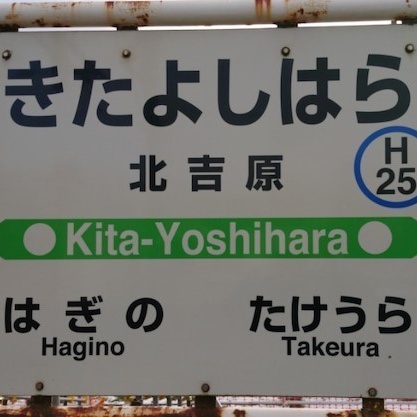 きたよしはら
北吉原
H
25
Kita-Yoshihara
はぎの たけうら
Hagino Takeura